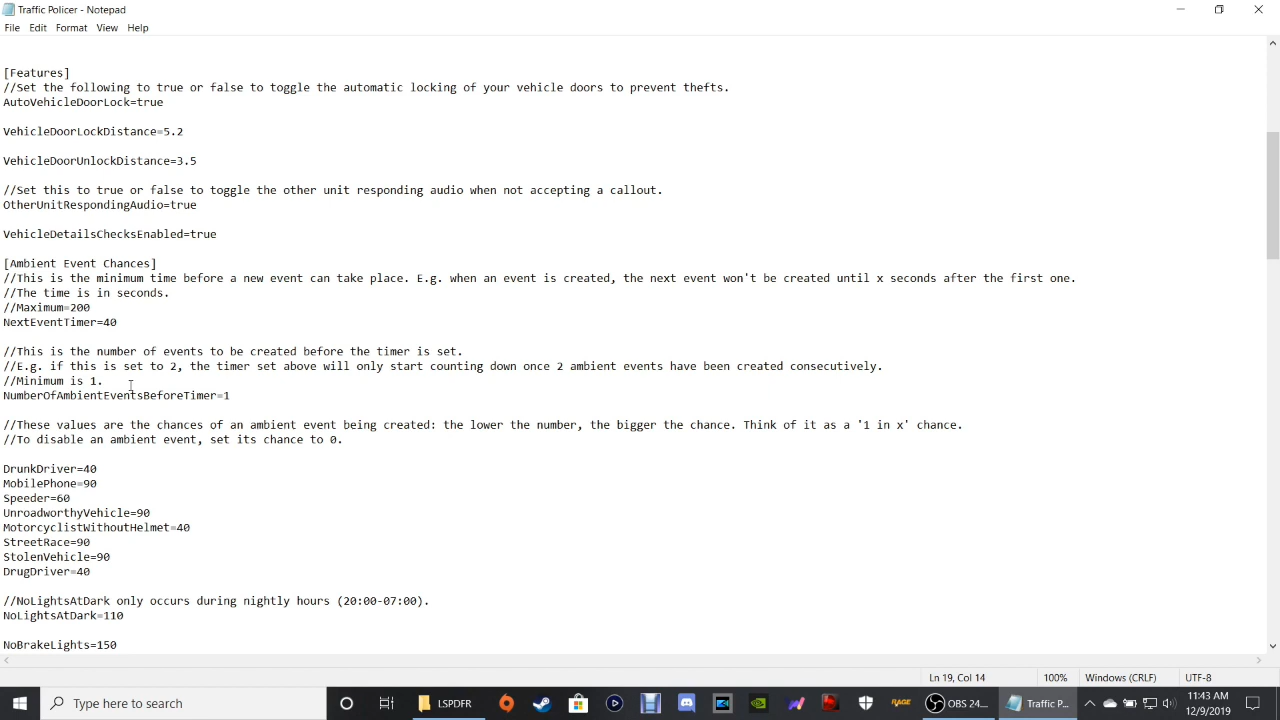 Traffic Policer - Notepad
File Edit Format View Help
[Features]
//Set the following to true or false to toggle the automatic locking of your vehicle doors to prevent thefts.
AutoVehicleDoorLock=true
VehicleDoorLockDistance=5.2
VehicleDoorUnlockDistance=3.5
//Set this to true or false to toggle the other unit responding audio when not accepting a callout.
OtherUnitRespondingAudio=true
VehicleDetailsChecksEnabled=true
[Ambient Event Chances]
//This is the minimum time before a new event can take place. E.g. when an event is created, the next event won't be created until x seconds after the first one.
//The time is in seconds.
//Maximum=200
NextEventTimer=40
//This is the number of events to be created before the timer is set.
//E.g. if this is set to 2, the timer set above will only start counting down once 2 ambient events have been created consecutively.
//Minimum is 1.
NumberOfAmbientEventsBeforeTimer=1
//These values are the chances of an ambient event being created: the lower the number, the bigger the chance. Think of it as a '1 in x' chance.
//To disable an ambient event, set its chance to 0.
DrunkDriver=40
MobilePhone=90
Speeder=60
UnroadworthyVehicle=90
MotorcyclistWithoutHelmet=40
StreetRace=90
StolenVehicle=90
DrugDriver=40
//NoLightsAtDark only occurs during nightly hours (20:00-07:00).
NoLightsAtDark=110
NoBrakeLights=150
Ln 19, Col 14 100% Windows (CRLF) UTF-8
Type here to search LSPDFR RAGE OBS 24... Traffic P... 11:43 AM
12/9/2019